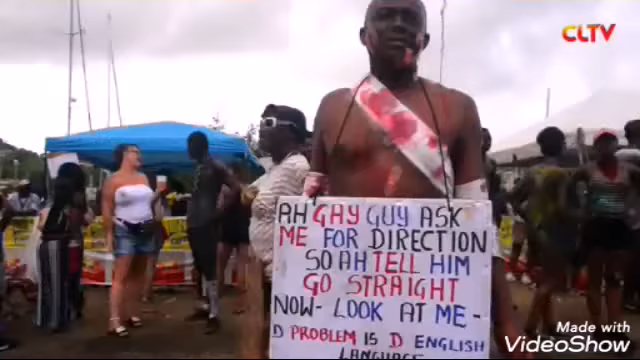 CLTV
AH GAY GUY ASK
ME FOR DIRECTION
SO AH TELL HIM
GO STRAIGHT
NOW- LOOK AT ME -
D PROBLEM IS D ENGLISH
LANGUAGE
Made with
VideoShow